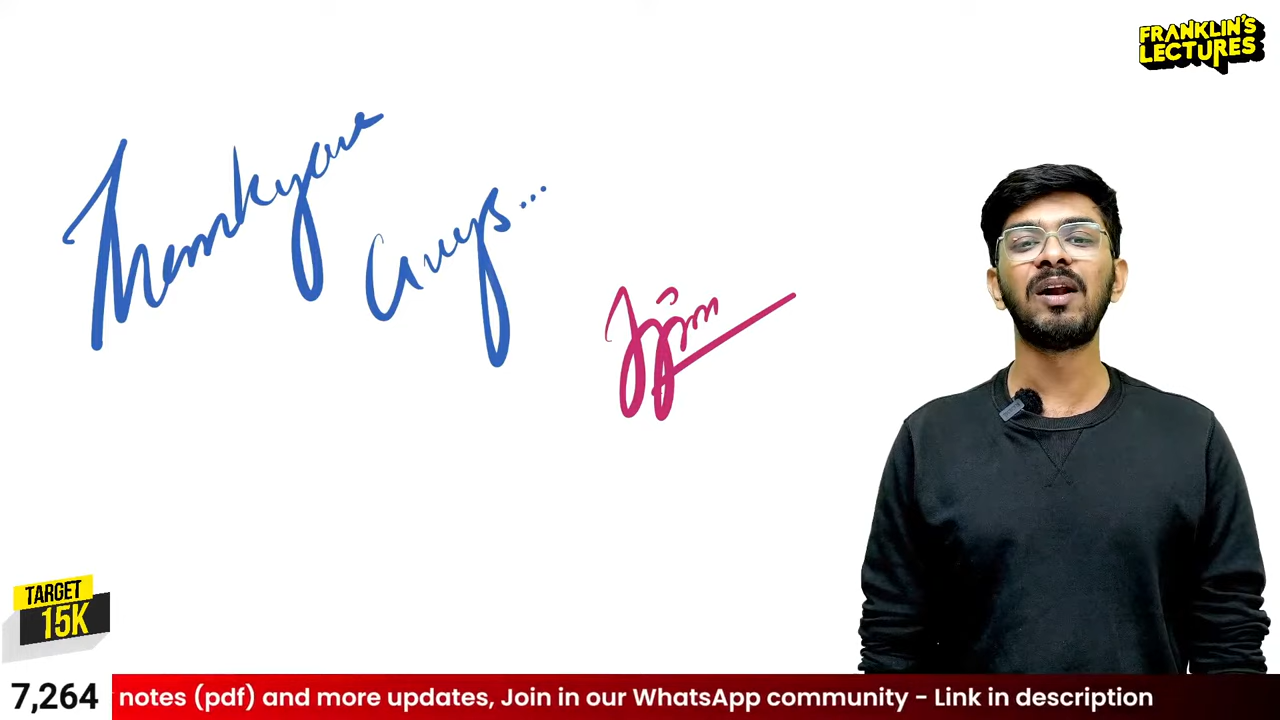 FRANKLIN'S
LECTURES
Thankyou
Guys...
TARGET
15K
7,264
notes (pdf) and more updates, Join in our WhatsApp community - Link in description